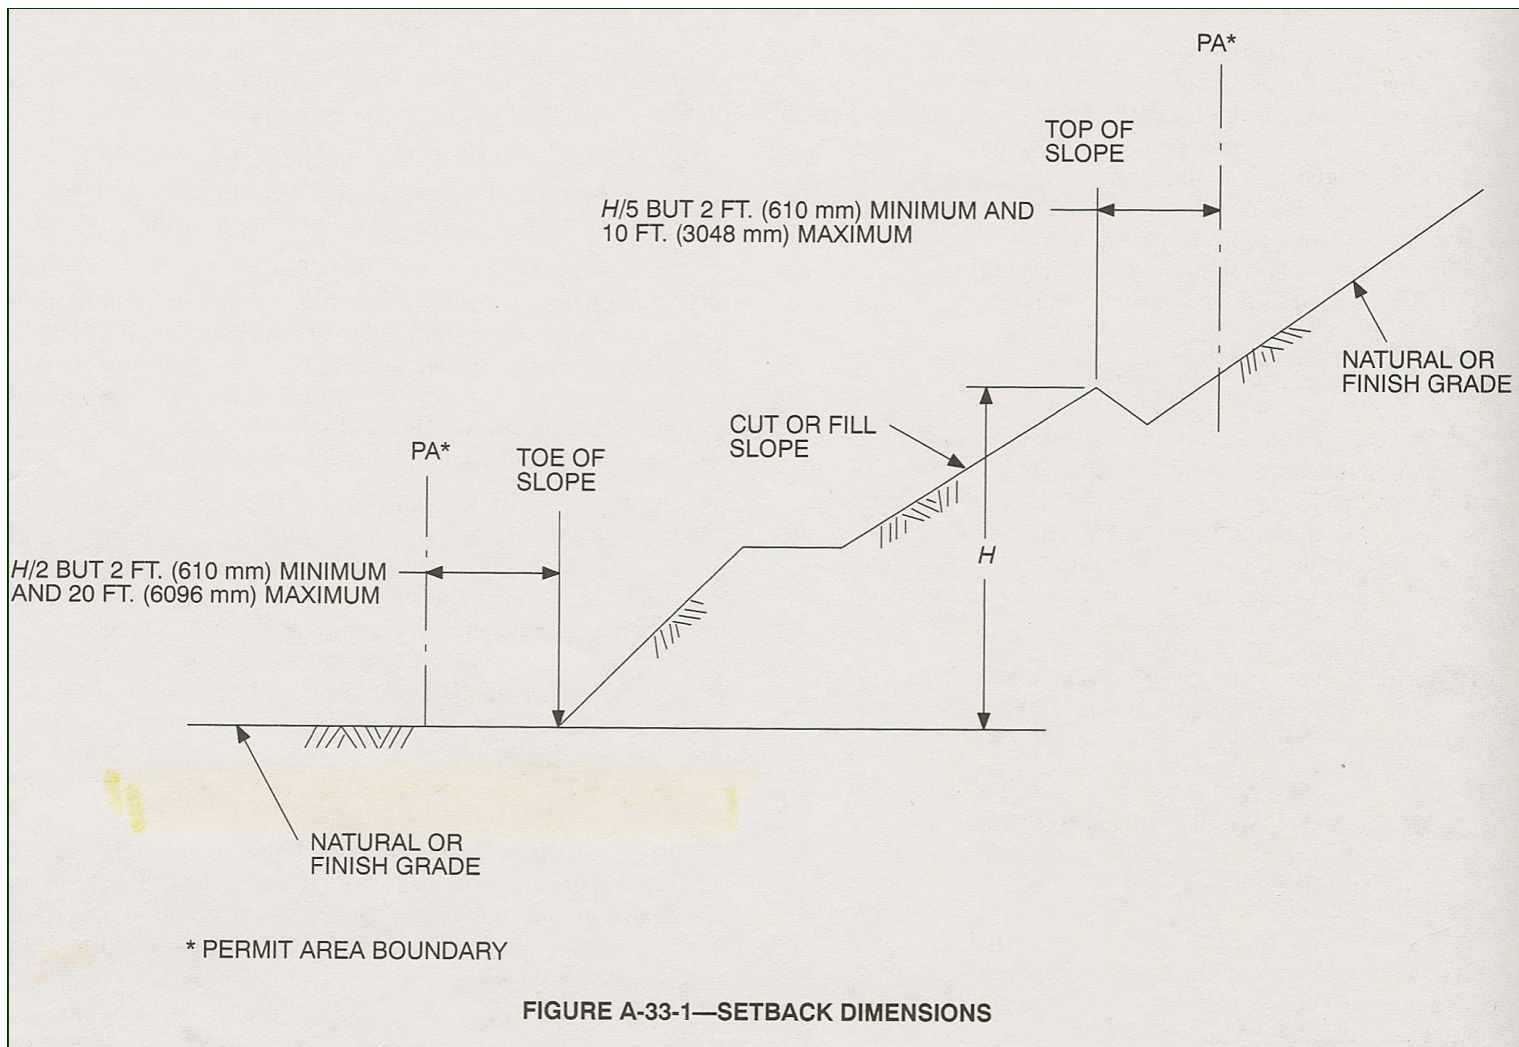 PA*
TOP OF
SLOPE
H/5 BUT 2 FT. (610 mm) MINIMUM AND
10 FT. (3048 mm) MAXIMUM
NATURAL OR
FINISH GRADE
CUT OR FILL
SLOPE
PA*
TOE OF
SLOPE
H
H/2 BUT 2 FT. (610 mm) MINIMUM
AND 20 FT. (6096 mm) MAXIMUM
NATURAL OR
FINISH GRADE
* PERMIT AREA BOUNDARY
FIGURE A-33-1—SETBACK DIMENSIONS